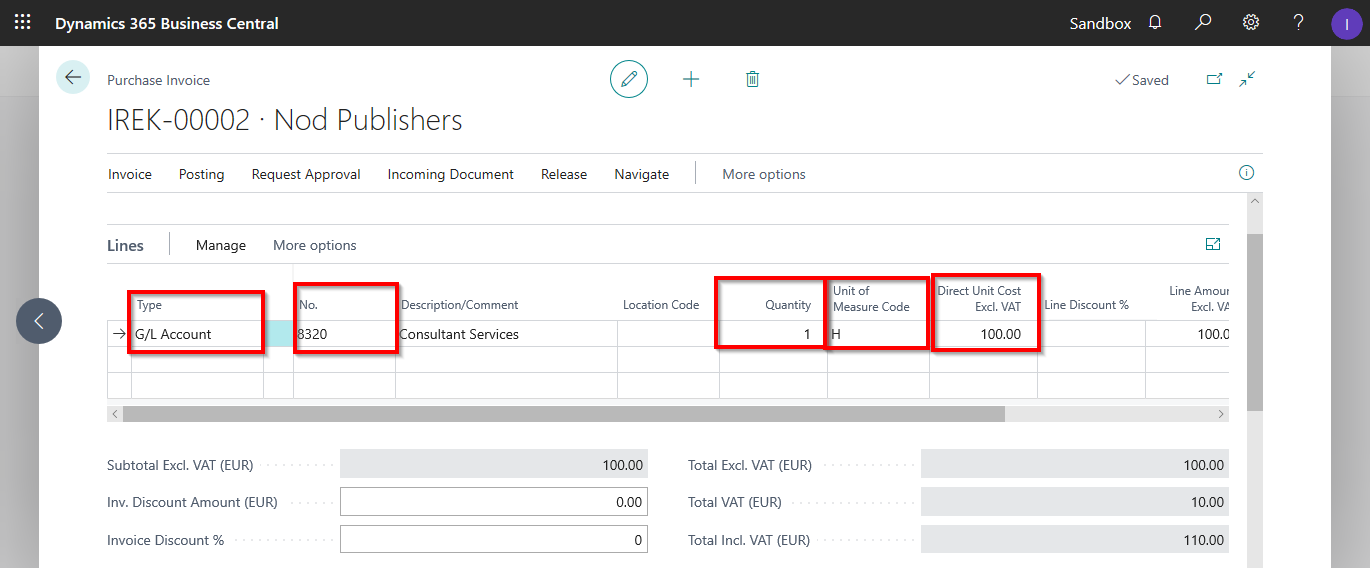 Dynamics 365 Business Central
Sandbox
?
I
Purchase Invoice
Saved
IREK-00002 · Nod Publishers
Invoice Posting Request Approval Incoming Document Release Navigate More options
Lines Manage More options
Type No. Description/Comment Location Code Quantity Unit of Measure Code Direct Unit Cost Excl. VAT Line Discount %
Line Amour
Excl. VA
G/L Account 8320 Consultant Services 1 H 100.00 100.0
Subtotal Excl. VAT (EUR) 100.00 Total Excl. VAT (EUR) 100.00
Inv. Discount Amount (EUR) 0.00 Total VAT (EUR) 10.00
Invoice Discount % 0 Total Incl. VAT (EUR) 110.00